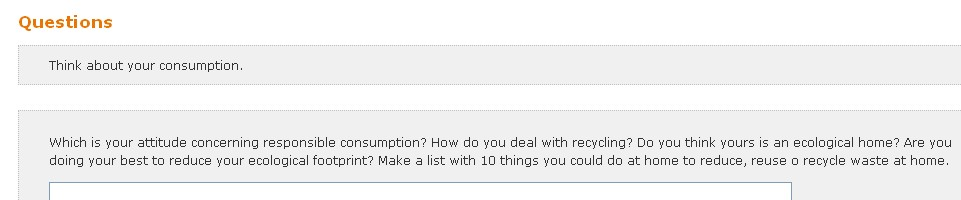 Questions
Think about your consumption.
Which is your attitude concerning responsible consumption? How do you deal with recycling? Do you think yours is an ecological home? Are you
doing your best to reduce your ecological footprint? Make a list with 10 things you could do at home to reduce, reuse o recycle waste at home.